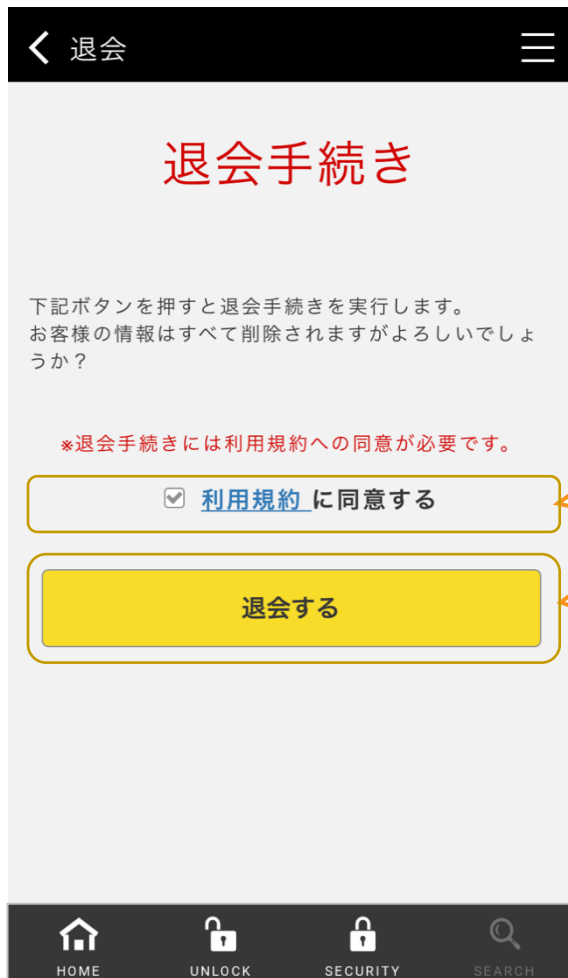 退会
退会手続き
下記ボタンを押すと退会手続きを実行します。
お客様の情報はすべて削除されますがよろしいでしょ
うか？
※退会手続きには利用規約への同意が必要です。
利用規約 に同意する
退会する
HOME UNLOCK SECURITY SEARCH